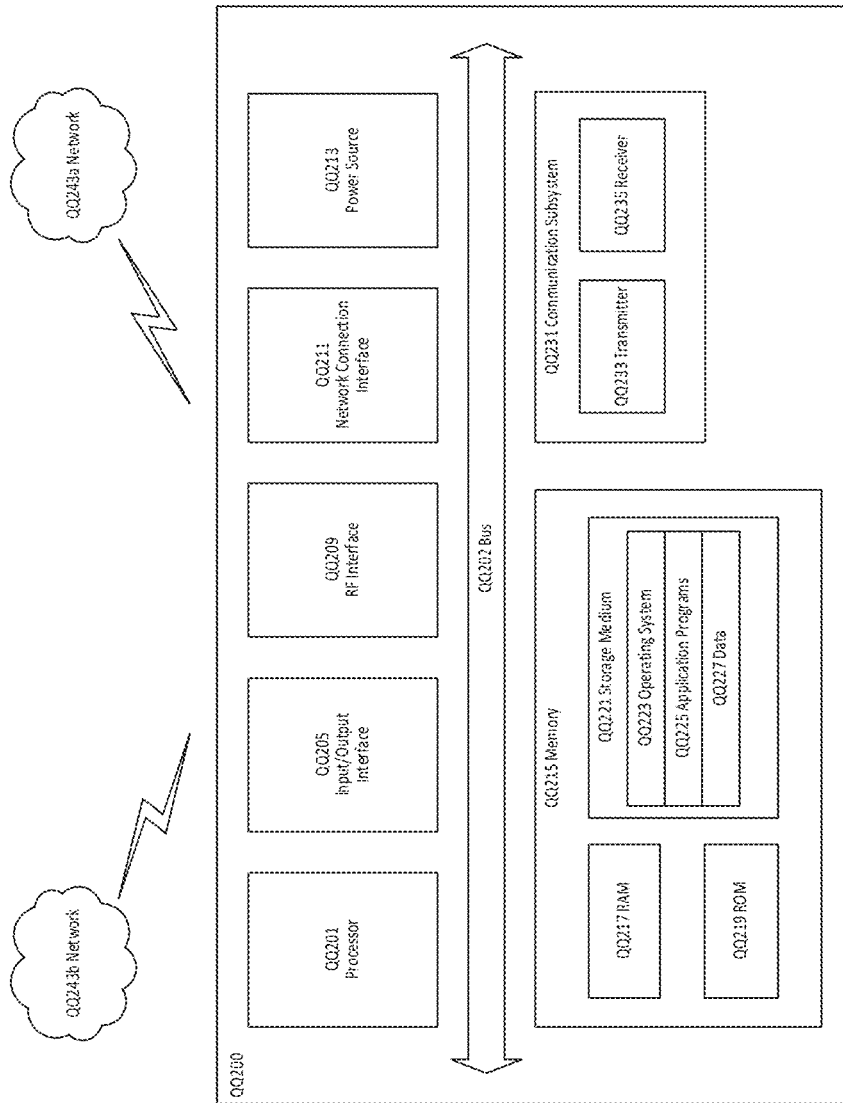 QQ243b Network
QQ243a Network
QQ200
QQ201
Processor
QQ205
Input/Output
Interface
QQ209
RF Interface
QQ211
Network Connection
Interface
QQ213
Power Source
QQ202 Bus
QQ215 Memory
QQ217 RAM
QQ219 ROM
QQ221 Storage Medium
QQ223 Operating System
QQ225 Application Programs
QQ227 Data
QQ231 Communication Subsystem
QQ233 Transmitter
QQ235 Receiver